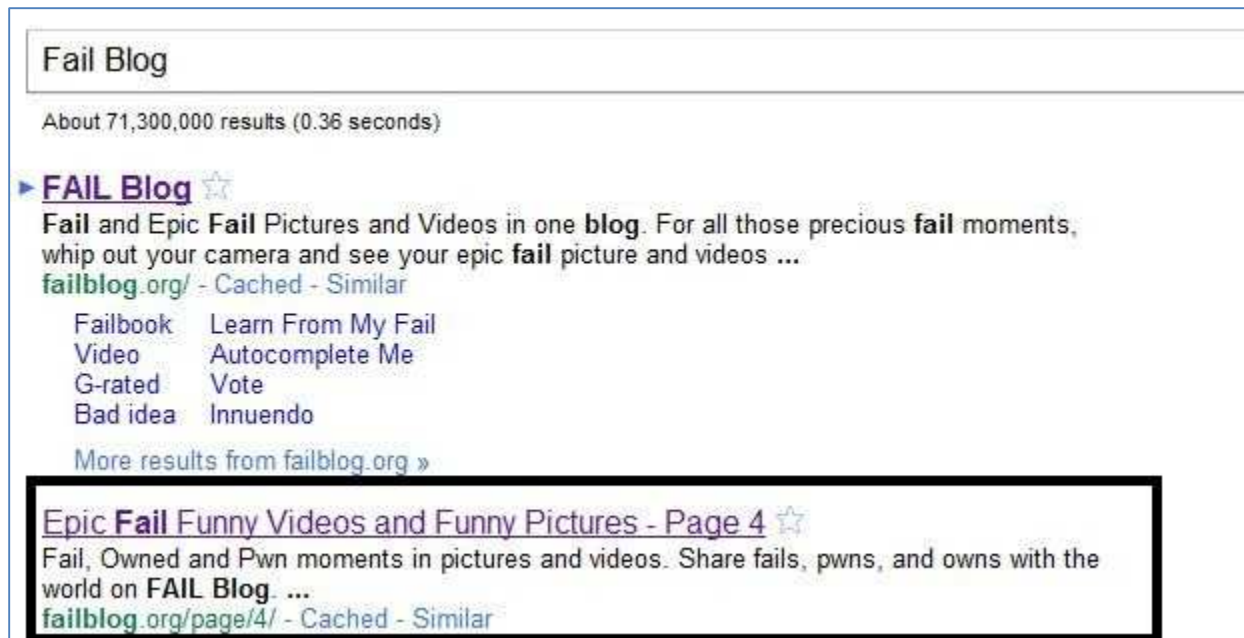 Fail Blog
About 71,300,000 results (0.36 seconds)
FAIL Blog
Fail and Epic Fail Pictures and Videos in one blog. For all those precious fail moments,
whip out your camera and see your epic fail picture and videos ...
failblog.org/ - Cached - Similar
Failbook Learn From My Fail
Video Autocomplete Me
G-rated Vote
Bad idea Innuendo
More results from failblog.org »
Epic Fail Funny Videos and Funny Pictures - Page 4
Fail, Owned and Pwn moments in pictures and videos. Share fails, pwns, and owns with the
world on FAIL Blog. ...
failblog.org/page/4/ - Cached - Similar